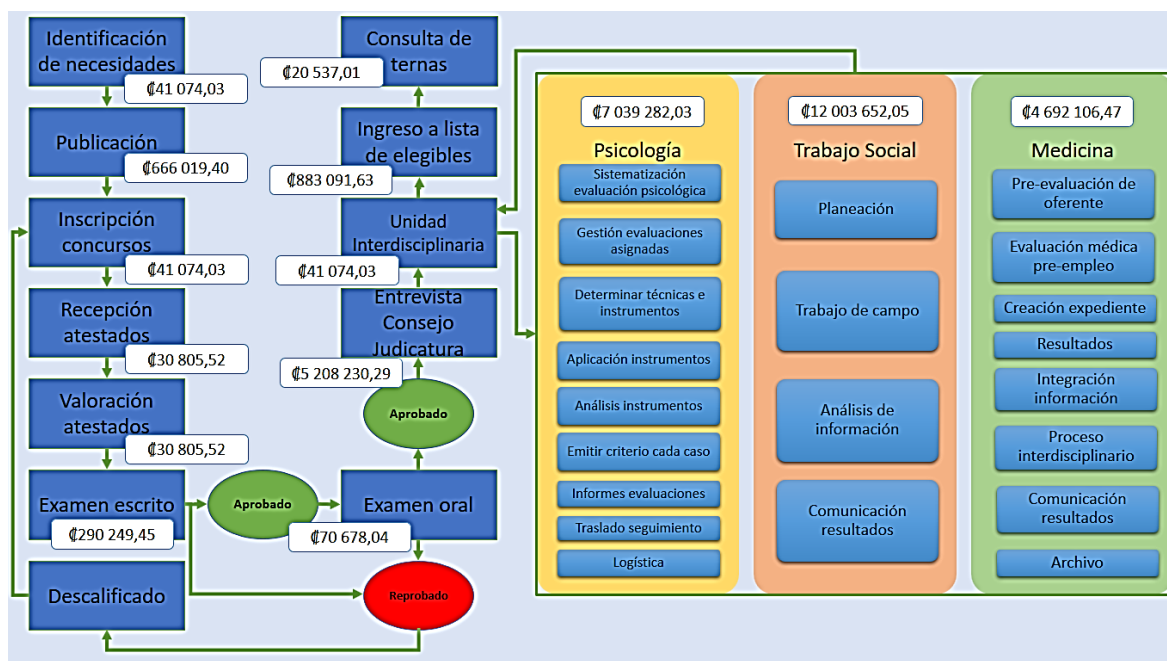 Identificación
de necesidades
₡41 074,03
Publicación
₡666 019,40
Inscripción
concursos
₡41 074,03
Recepción
atestados
₡30 805,52
Valoración
atestados
₡30 805,52
Examen escrito
₡290 249,45
Descalificado
Aprobado
Consulta de
ternas
₡20 537,01
Ingreso a lista
de elegibles
₡883 091,63
Unidad
Interdisciplinaria
₡41 074,03
Entrevista
Consejo
Judicatura
₡5 208 230,29
Aprobado
Examen oral
₡70 678,04
Reprobado
₡7 039 282,03
Psicología
Sistematización
evaluación psicológica
Gestión evaluaciones
asignadas
Determinar técnicas e
instrumentos
Aplicación instrumentos
Análisis instrumentos
Emitir criterio cada caso
Informes evaluaciones
Traslado seguimiento
Logística
₡12 003 652,05
Trabajo Social
Planeación
Trabajo de campo
Análisis de
información
Comunicación
resultados
₡4 692 106,47
Medicina
Pre-evaluación de
oferente
Evaluación médica
pre-empleo
Creación expediente
Resultados
Integración
información
Proceso
interdisciplinario
Comunicación
resultados
Archivo